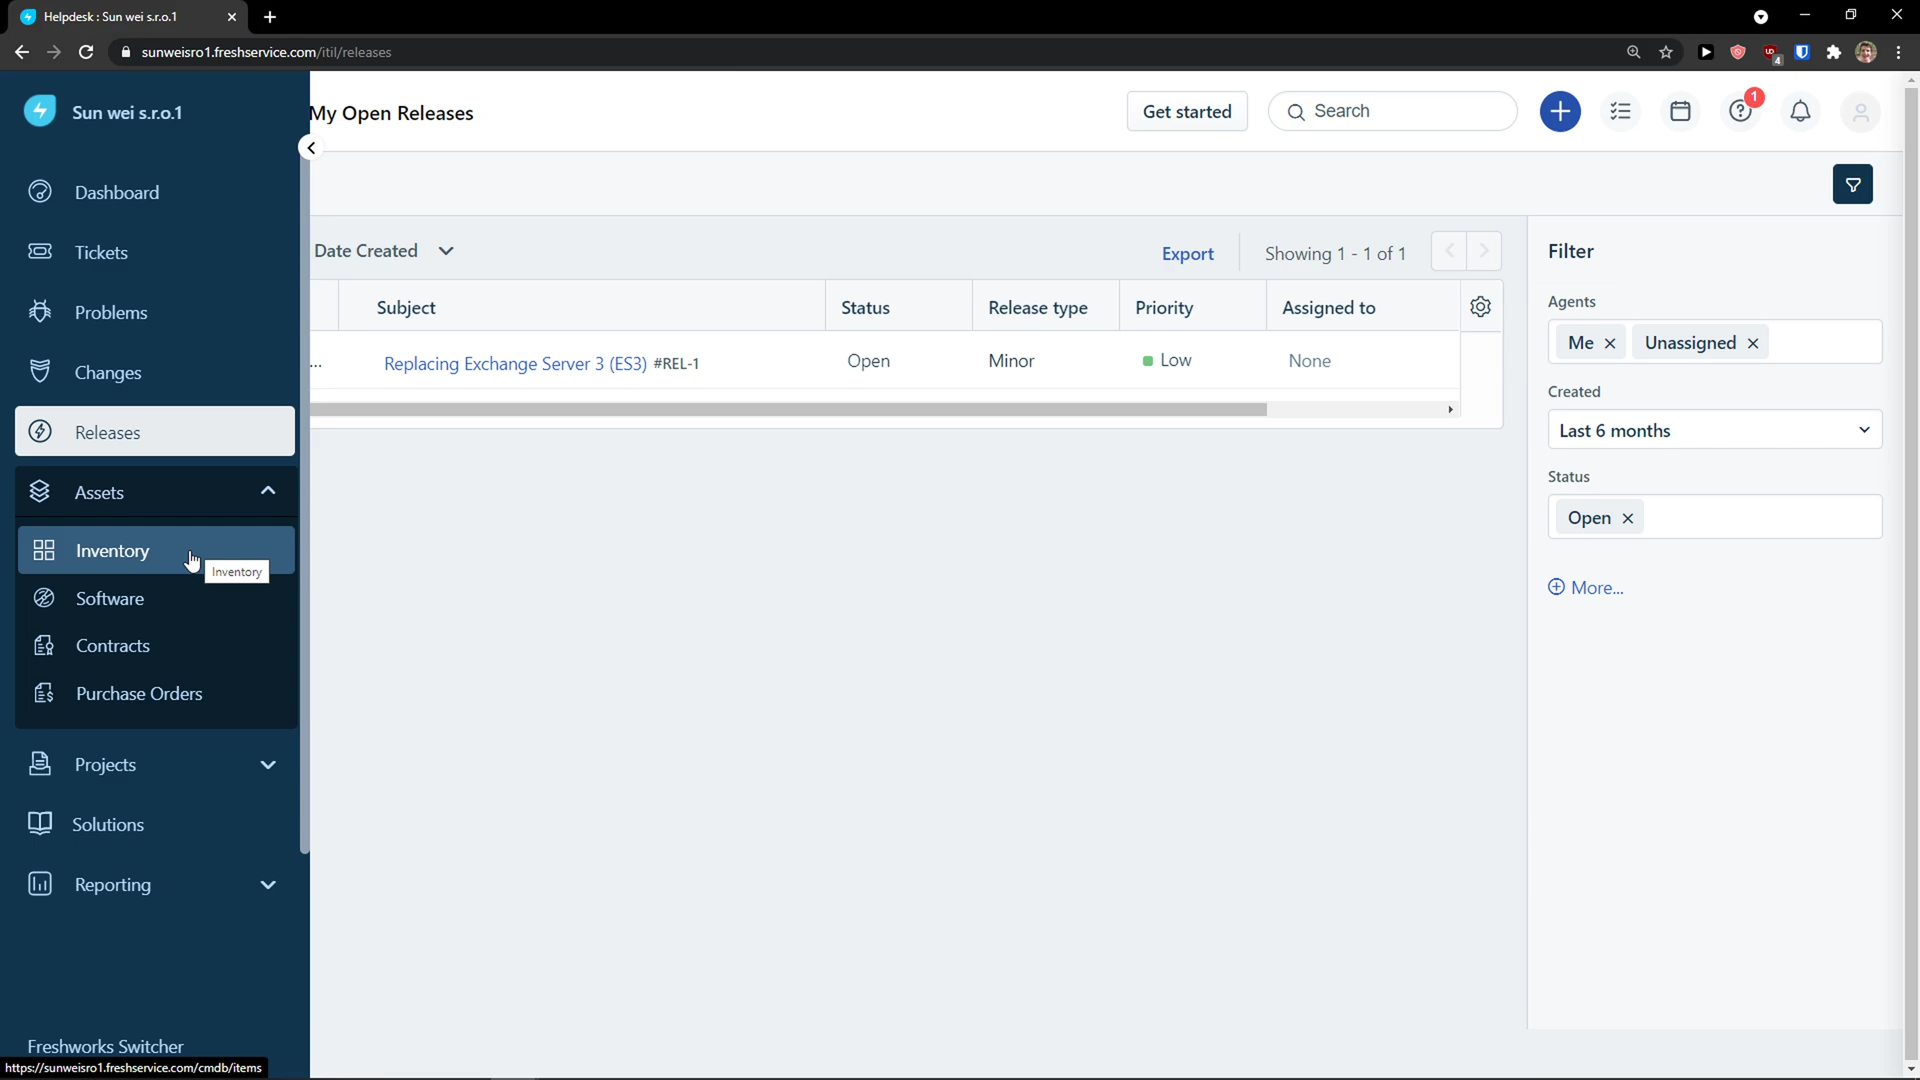 Helpdesk : Sun wei s.r.o.1
sunweisro1.freshservice.com/itil/releases
4
Sun wei s.r.o.1
My Open Releases
Get started
Search
1
Dashboard
Tickets
Problems
Changes
Releases
Assets
Inventory
Inventory
Software
Contracts
Purchase Orders
Projects
Solutions
Reporting
Freshworks Switcher
https://sunweisro1.freshservice.com/cmdb/items
Date Created
Export
Showing 1 - 1 of 1
Subject
Status
Release type
Priority
Assigned to
...
Replacing Exchange Server 3 (ES3) #REL-1
Open
Minor
Low
None
Filter
Agents
Me
Unassigned
Created
Last 6 months
Status
Open
More...